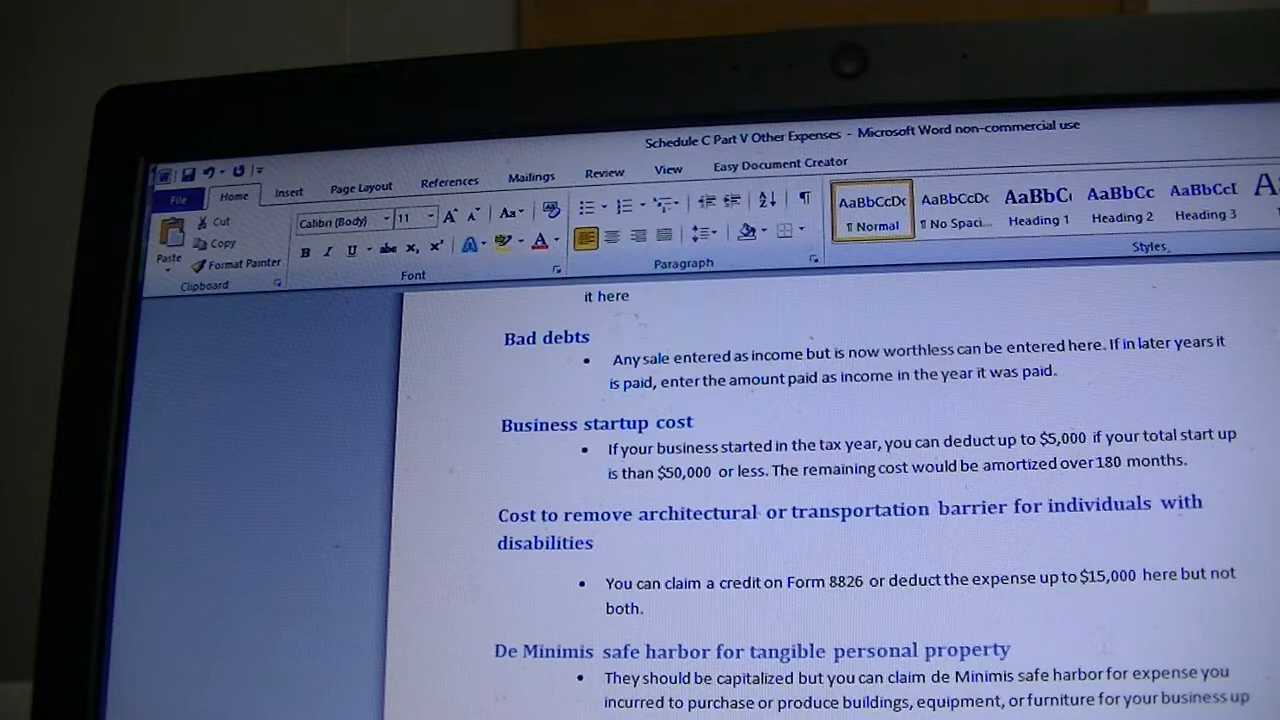 Schedule C Part V Other Expenses - Microsoft Word non-commercial use
File Home Insert Page Layout References Mailings Review View Easy Document Creator
Cut
Copy
Format Painter
Paste
Clipboard
Calibri (Body) 11
Font
Paragraph
AaBbCcDc AaBbCcDc AaBbC AaBbCc AaBbCcI
¶ Normal ¶ No Spaci... Heading 1 Heading 2 Heading 3
Styles
it here
Bad debts
• Any sale entered as income but is now worthless can be entered here. If in later years it
is paid, enter the amount paid as income in the year it was paid.
Business startup cost
• If your business started in the tax year, you can deduct up to $5,000 if your total start up
is than $50,000 or less. The remaining cost would be amortized over 180 months.
Cost to remove architectural or transportation barrier for individuals with
disabilities
• You can claim a credit on Form 8826 or deduct the expense up to $15,000 here but not
both.
De Minimis safe harbor for tangible personal property
• They should be capitalized but you can claim de Minimis safe harbor for expense you
incurred to purchase or produce buildings, equipment, or furniture for your business up